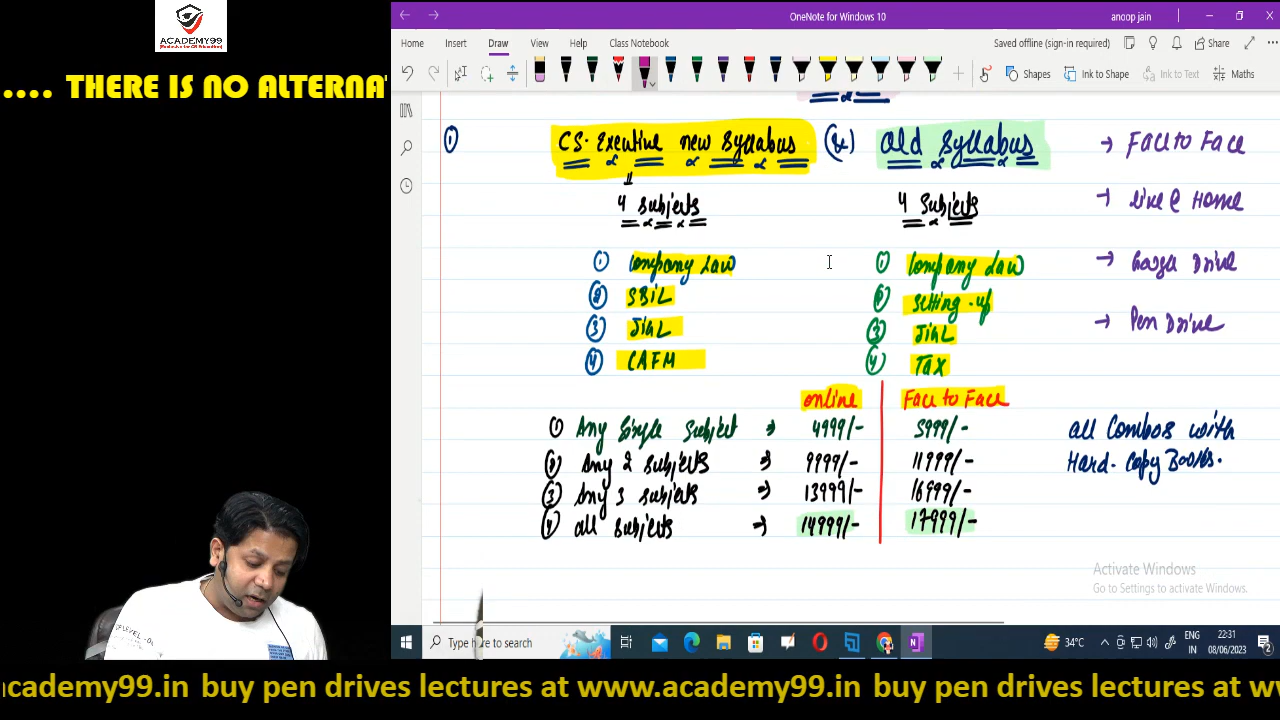 ACADEMY99
.... THERE IS NO ALTERNA
OneNote for Windows 10
anoop jain
Home Insert Draw View Help Class Notebook
Saved offline (sign-in required) Share
Shapes Ink to Shape Ink to Text Maths
① CS. Executive new syllabus (&) old syllabus
→ Face to Face
4 subjects
4 subjects
→ live @ Home
① Company Law
① Company Law
→ Google Drive
② SBIL
② Setting-up
③ JIGL
③ JIGL
→ Pen Drive
④ CAFM
④ Tax
online Face to Face
① Any Single Subject ⇒ 4999/- 5999/-
② Any 2 subjects ⇒ 9999/- 11999/-
③ Any 3 subjects ⇒ 13999/- 16999/-
④ all subjects ⇒ 14999/- 17999/-
all Combos with
Hard. Copy Books.
Activate Windows
Go to Settings to activate Windows.
Type here to search
34°C
ENG
IN
22:31
08/06/2023
2
cademy99.in buy pen drives lectures at www.academy99.in buy pen drives lectures at ww